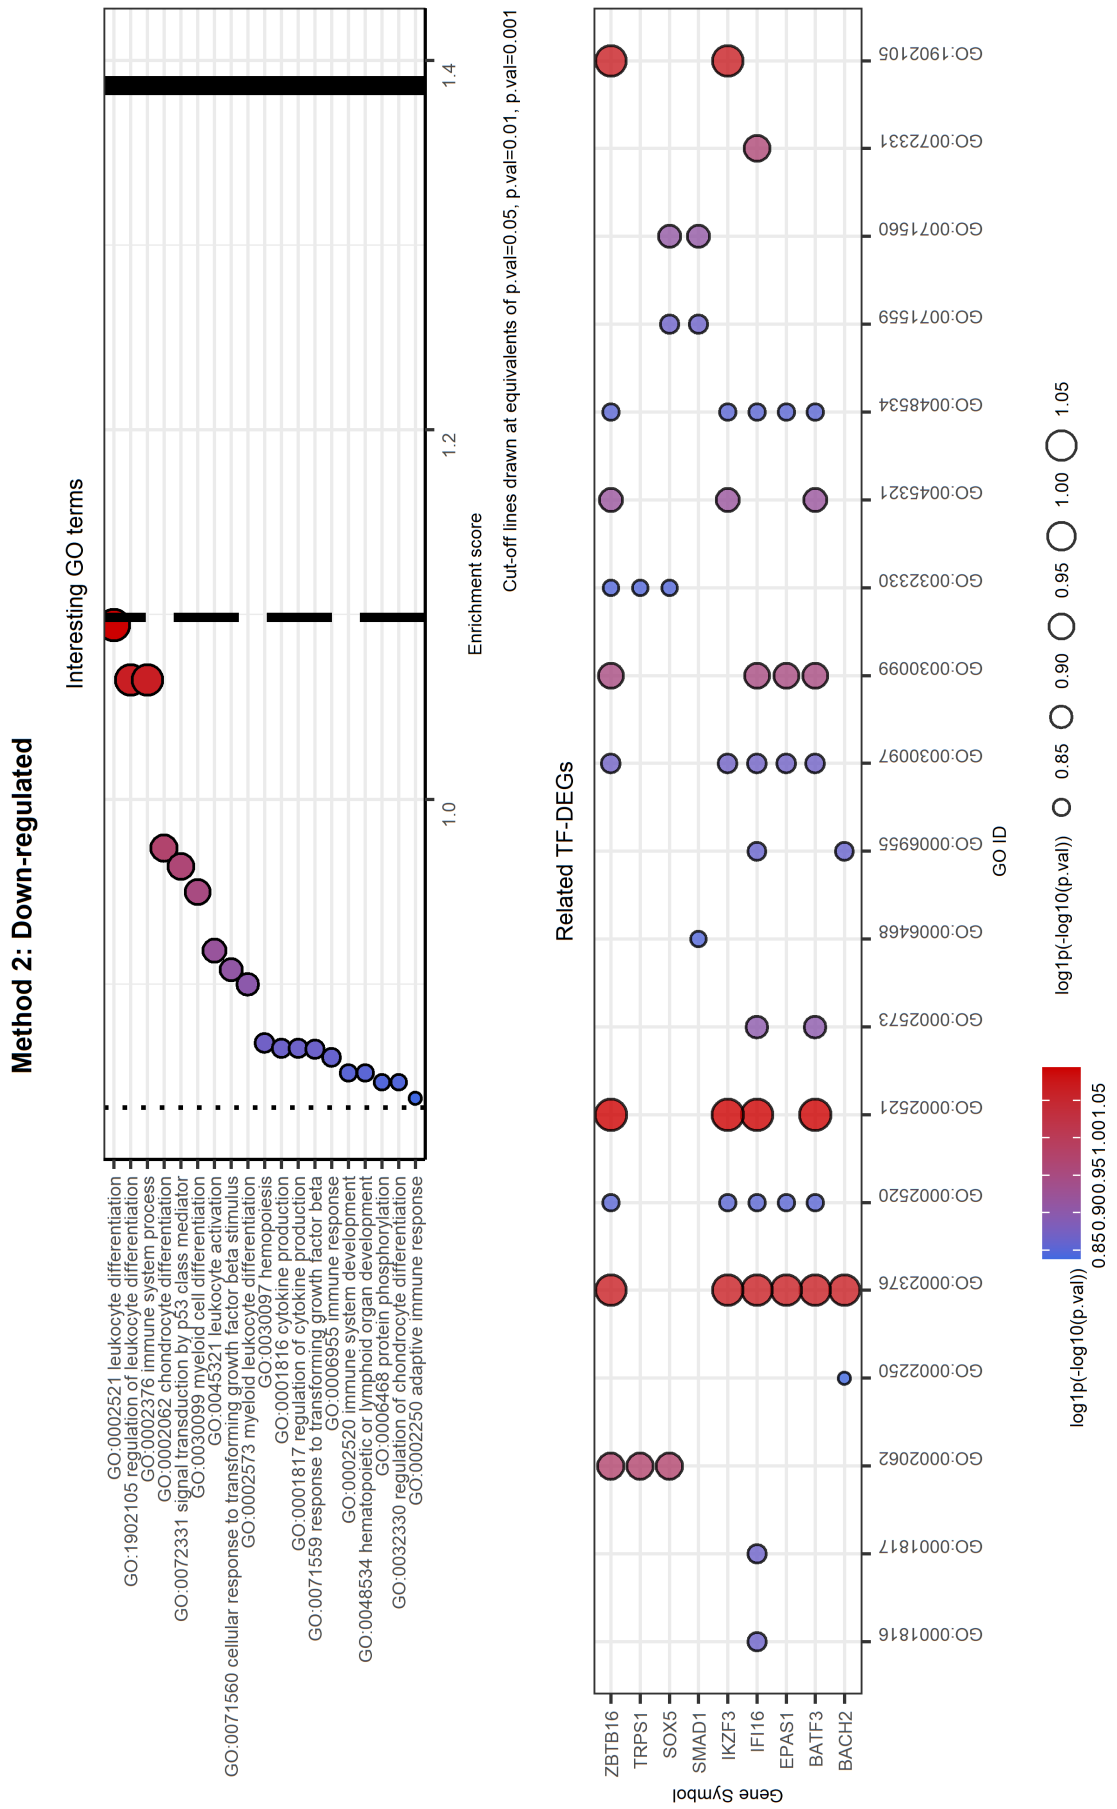 Method 2: Down-regulated
Interesting GO terms
GO:0002521 leukocyte differentiation
GO:1902105 regulation of leukocyte differentiation
GO:0002376 immune system process
GO:0002062 chondrocyte differentiation
GO:0072331 signal transduction by p53 class mediator
GO:0030099 myeloid cell differentiation
GO:0045321 leukocyte activation
GO:0071560 cellular response to transforming growth factor beta stimulus
GO:0002573 myeloid leukocyte differentiation
GO:0030097 hemopoiesis
GO:0001816 cytokine production
GO:0001817 regulation of cytokine production
GO:0071559 response to transforming growth factor beta
GO:0006955 immune response
GO:0002520 immune system development
GO:0048534 hematopoietic or lymphoid organ development
GO:0006468 protein phosphorylation
GO:0032330 regulation of chondrocyte differentiation
GO:0002250 adaptive immune response
1.0
1.2
1.4
Enrichment score
Cut-off lines drawn at equivalents of p.val=0.05, p.val=0.01, p.val=0.001
Related TF-DEGs
Gene Symbol
ZBTB16
TRPS1
SOX5
SMAD1
IKZF3
IFI16
EPAS1
BATF3
BACH2
GO:0001816
GO:0001817
GO:0002062
GO:0002250
GO:0002376
GO:0002520
GO:0002521
GO:0002573
GO:0006468
GO:0006955
GO:0030097
GO:0030099
GO:0032330
GO:0045321
GO:0048534
GO:0071559
GO:0071560
GO:0072331
GO:1902105
GO ID
log1p(-log10(p.val))
0.85
0.90
0.95
1.00
1.05
log1p(-log10(p.val))
0.85
0.90
0.95
1.00
1.05